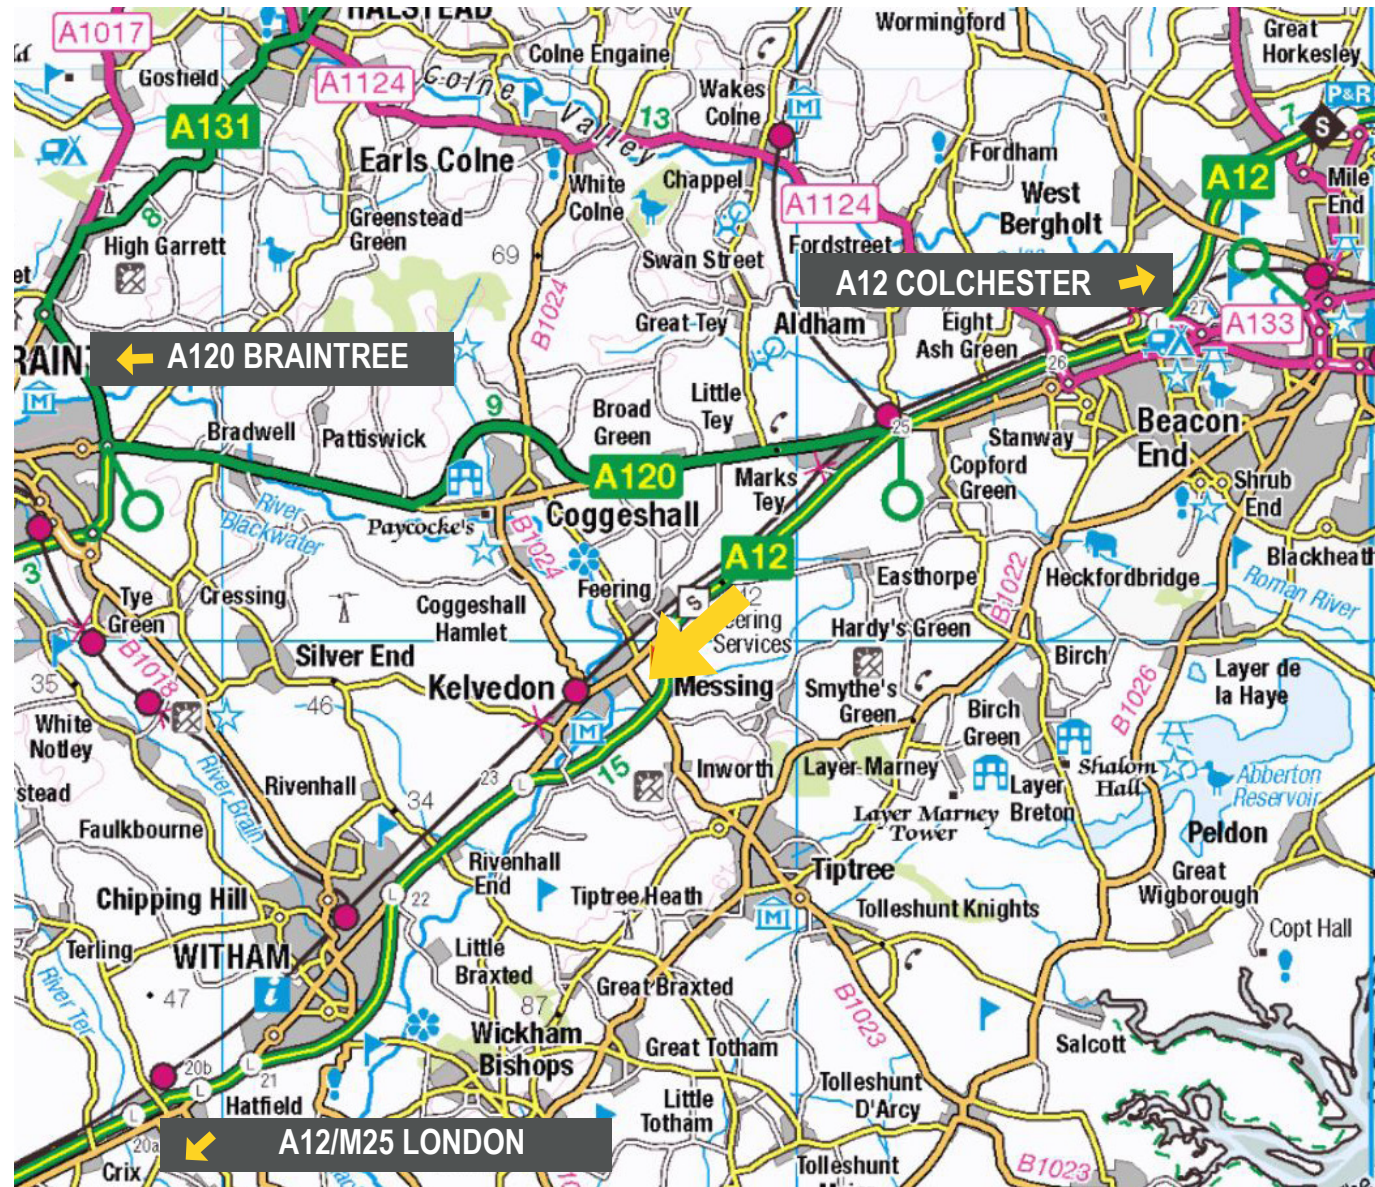 HALSTEAD
A1017
Gosfield
A131
A1124
Colne Engaine
Colne
Valley
Wormingford
Great
Horkesley
P&R
S
7
Wakes
Colne
13
Earls Colne
White
Colne
Chappel
Fordham
West
Bergholt
A12
Mile
End
A1124
Fordstreet
8
High Garrett
Greenstead
Green
69
Swan Street
A12 COLCHESTER
27
B1024
Great Tey
Aldham
Eight
Ash Green
A133
26
A120 BRAINTREE
9
Broad
Green
Little
Tey
25
Bradwell
Pattiswick
A120
Marks
Tey
Stanway
Beacon
End
Copford
Green
Shrub
End
River
Blackwater
Paycocke's
Coggeshall
B1024
A12
3
Feering
S
42
Easthorpe
B1022
Heckfordbridge
Blackheath
Roman River
Tye
Green
Cressing
Coggeshall
Hamlet
Services
Hardy's Green
B1018
Silver End
Kelvedon
Messing
Smythe's
Green
Birch
B1026
Layer de
la Haye
35
46
White
Notley
Birch
Green
15
Inworth
Layer Marney
Layer
Breton
Shalom
Hall
Abberton
Reservoir
23
River Brain
Rivenhall
34
Layer Marney
Tower
Peldon
Faulkbourne
Rivenhall
End
Tiptree
Great
Wigborough
Chipping Hill
22
Tiptree Heath
61
Tolleshunt Knights
Copt Hall
Terling
WITHAM
Little
Braxted
River Ter
47
Great Braxted
87
B1023
Wickham
Bishops
Great Totham
Salcott
20b
21
Hatfield
Little
Totham
Tolleshunt
D'Arcy
20a
A12/M25 LONDON
Crix
Tolleshunt
B1023